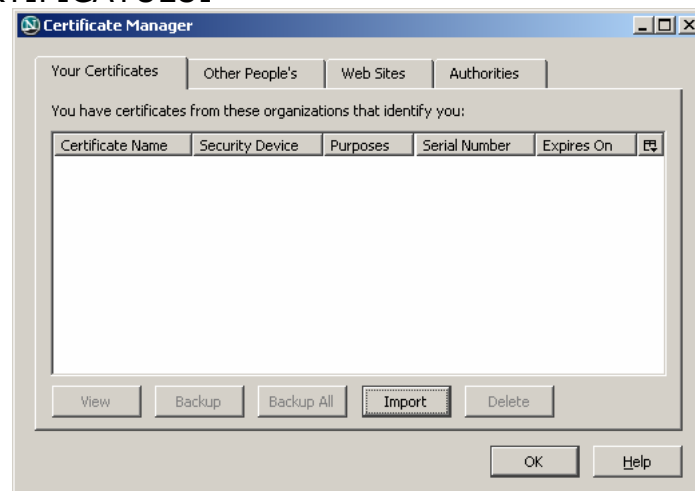 Certificate Manager
Your Certificates Other People's Web Sites Authorities
You have certificates from these organizations that identify you:
Certificate Name Security Device Purposes Serial Number Expires On
View Backup Backup All Import Delete
OK Help